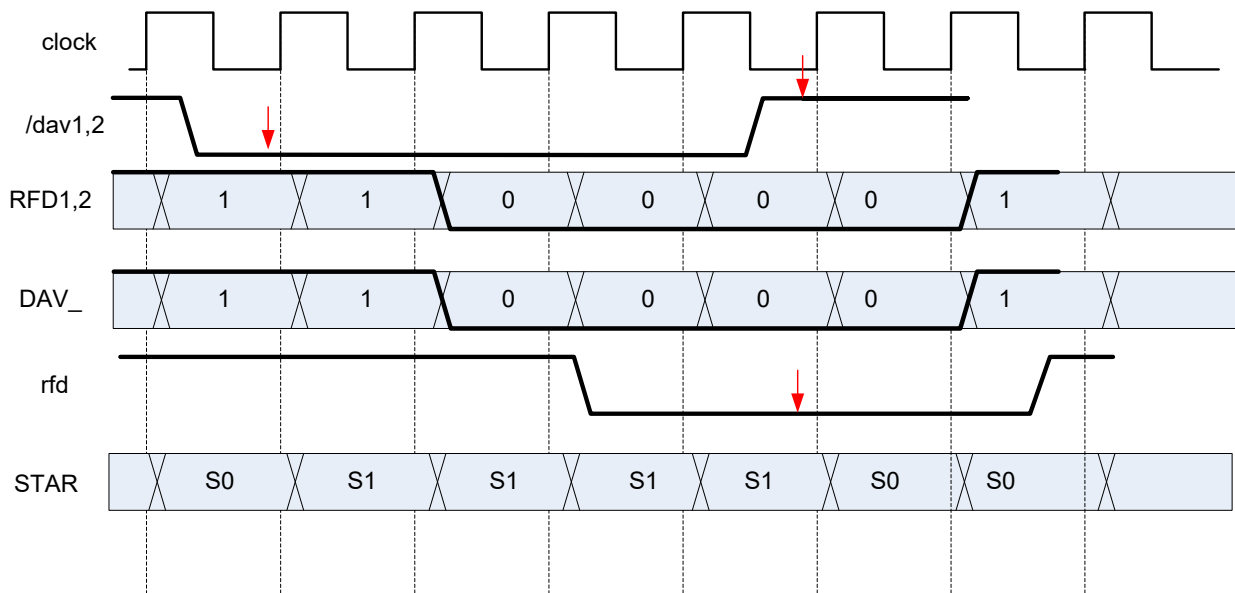 clock
/dav1,2
RFD1,2 1 1 0 0 0 0 1
DAV_ 1 1 0 0 0 0 1
rfd
STAR S0 S1 S1 S1 S1 S0 S0